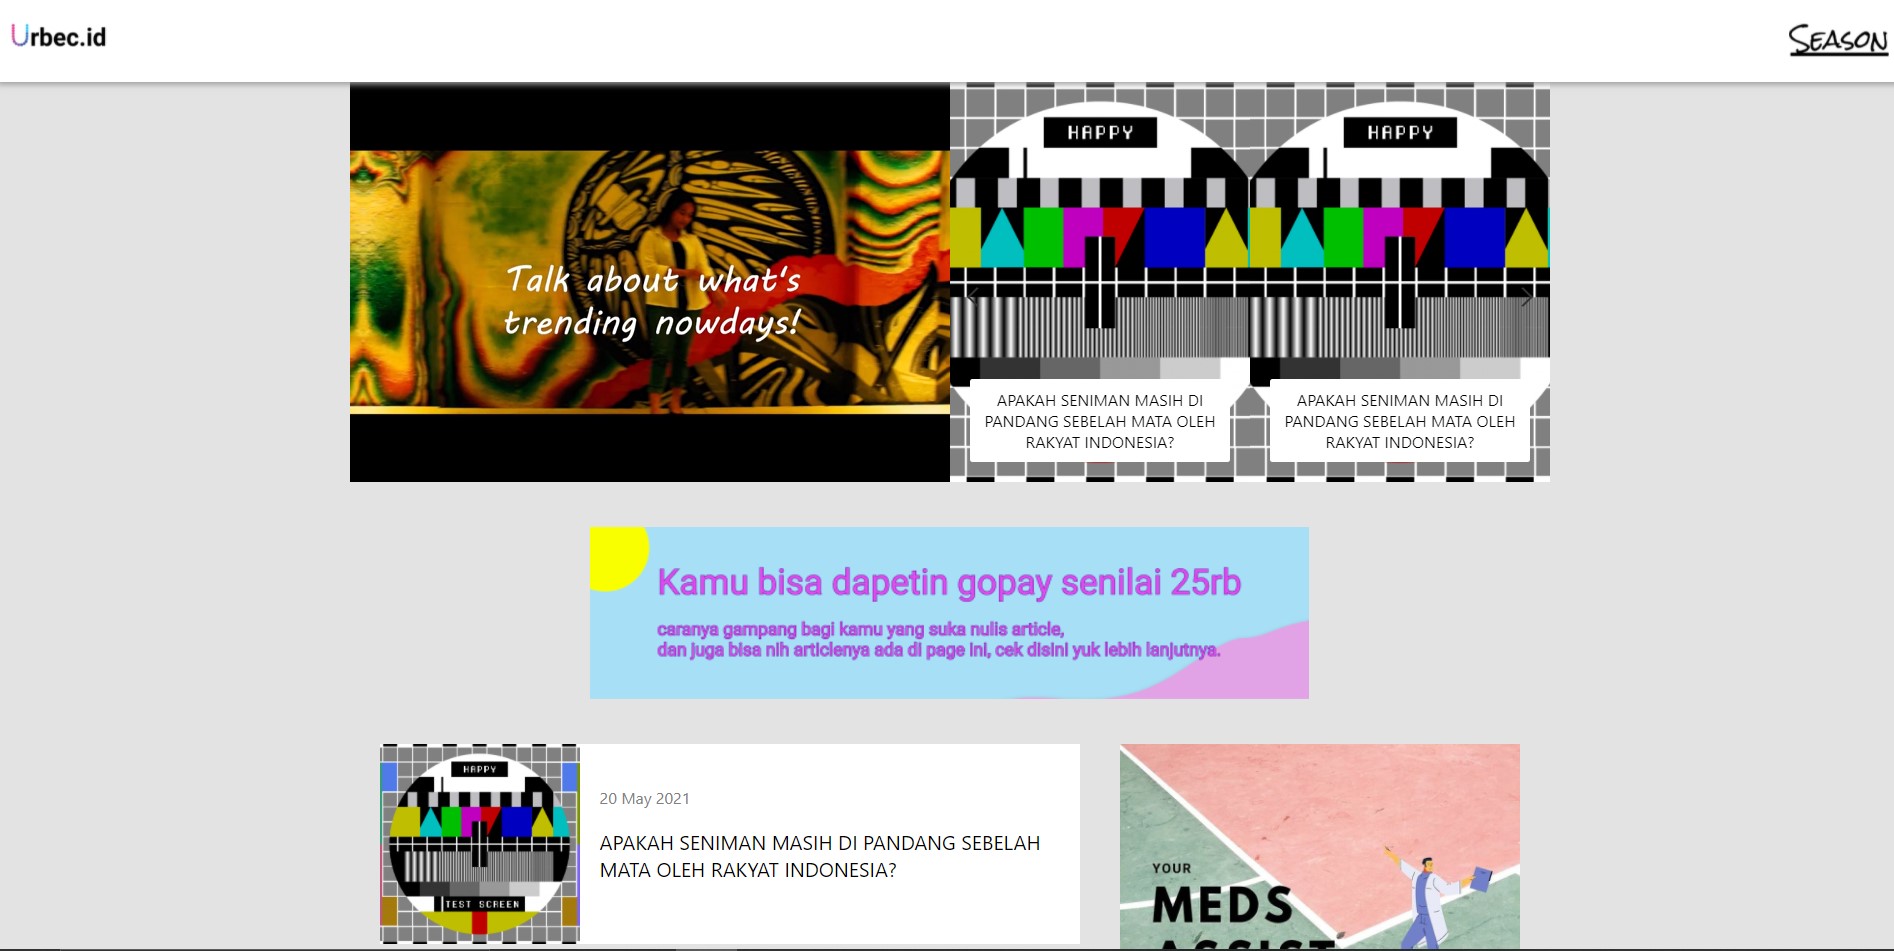 Urbec.id
SEASON
Talk about what's
trending nowdays!
HAPPY
APAKAH SENIMAN MASIH DI
PANDANG SEBELAH MATA OLEH
RAKYAT INDONESIA?
HAPPY
APAKAH SENIMAN MASIH DI
PANDANG SEBELAH MATA OLEH
RAKYAT INDONESIA?
Kamu bisa dapetin gopay senilai 25rb
caranya gampang bagi kamu yang suka nulis article,
dan juga bisa nih articlenya ada di page ini, cek disini yuk lebih lanjutnya.
HAPPY
TEST SCREEN
20 May 2021
APAKAH SENIMAN MASIH DI PANDANG SEBELAH
MATA OLEH RAKYAT INDONESIA?
YOUR
MEDS
ASSIST